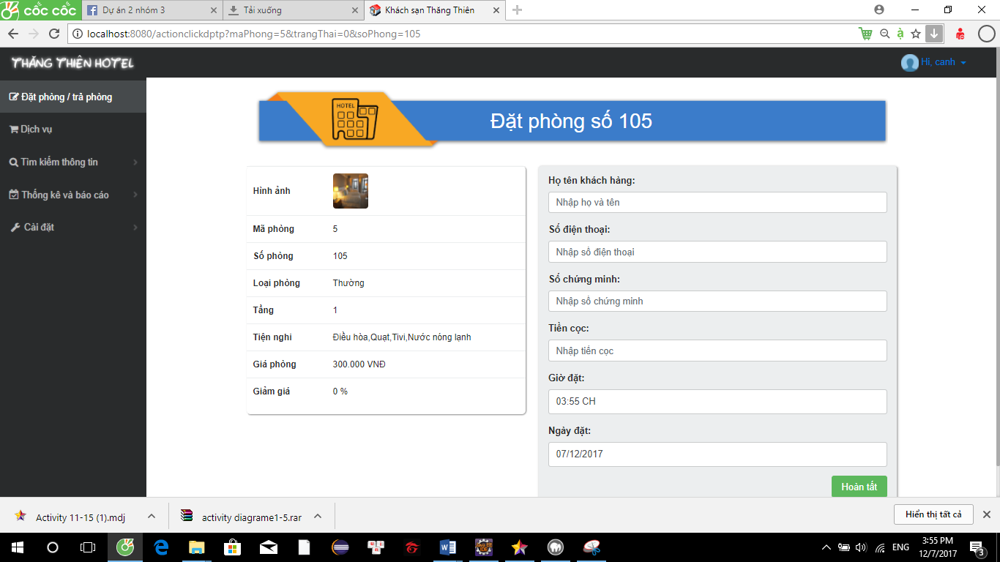 cốc cốc
Dự án 2 nhóm 3
Tải xuống
Khách sạn Thăng Thiên
localhost:8080/actionclickdptp?maPhong=5&trangThai=0&soPhong=105
THĂNG THIÊN HOTEL
Hi, canh
Đặt phòng / trả phòng
Dịch vụ
Tìm kiếm thông tin
Thống kê và báo cáo
Cài đặt
HOTEL
Đặt phòng số 105
Hình ảnh
Mã phòng 5
Số phòng 105
Loại phòng Thường
Tầng 1
Tiện nghi Điều hòa,Quạt,Tivi,Nước nóng lạnh
Giá phòng 300.000 VNĐ
Giảm giá 0 %
Họ tên khách hàng:
Nhập họ và tên
Số điện thoại:
Nhập số điện thoại
Số chứng minh:
Nhập số chứng minh
Tiền cọc:
Nhập tiền cọc
Giờ đặt:
03:55 CH
Ngày đặt:
07/12/2017
Hoàn tất
Activity 11-15 (1).mdj
activity diagrame1-5.rar
Hiển thị tất cả
ENG
3:55 PM
12/7/2017
3